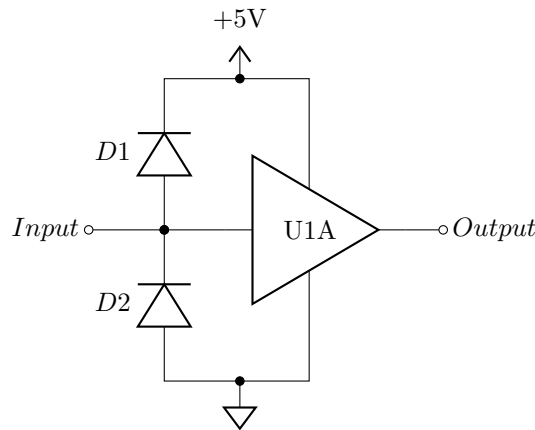 +5V
D1
Input
U1A
Output
D2